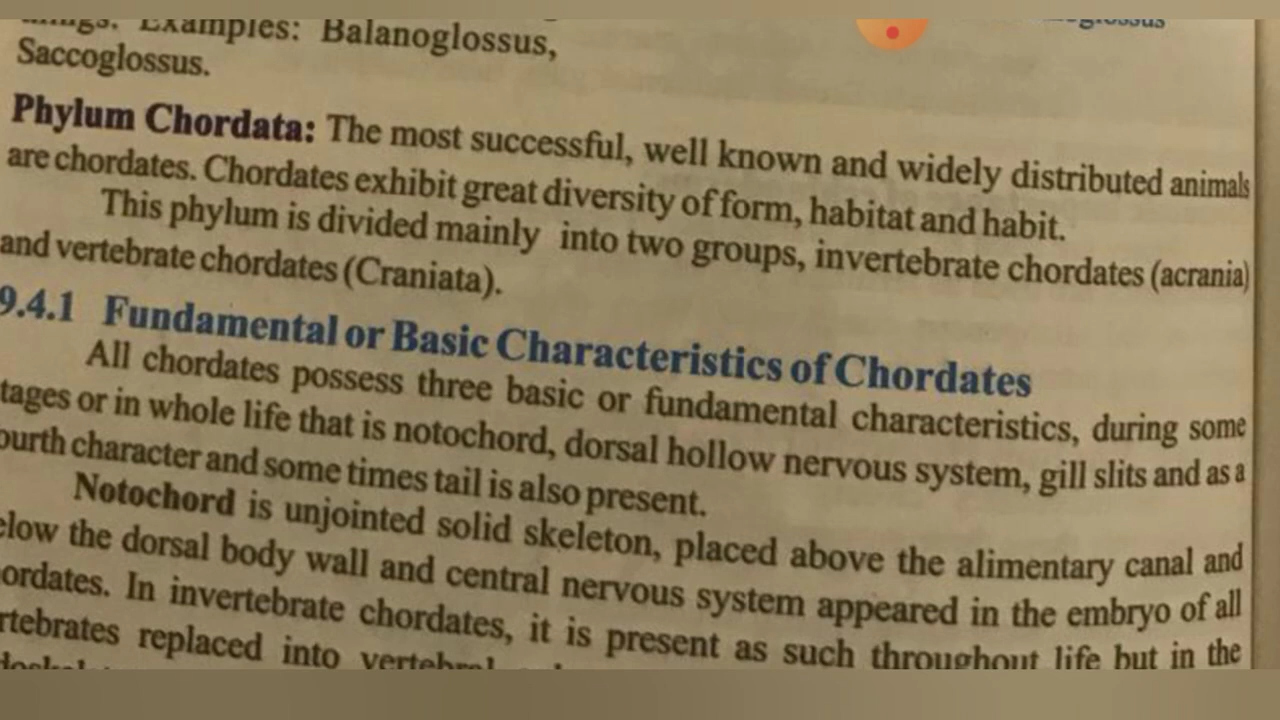 Examples: Balanoglossus,
Saccoglossus.
Phylum Chordata: The most successful, well known and widely distributed animals
are chordates. Chordates exhibit great diversity of form, habitat and habit.
This phylum is divided mainly into two groups, invertebrate chordates (acrania)
and vertebrate chordates (Craniata).
9.4.1 Fundamental or Basic Characteristics of Chordates
All chordates possess three basic or fundamental characteristics, during some
tages or in whole life that is notochord, dorsal hollow nervous system, gill slits and as a
ourth character and some times tail is also present.
Notochord is unjointed solid skeleton, placed above the alimentary canal and
elow the dorsal body wall and central nervous system appeared in the embryo of all
ordates. In invertebrate chordates, it is present as such throughout life but in the
rtebrates replaced into